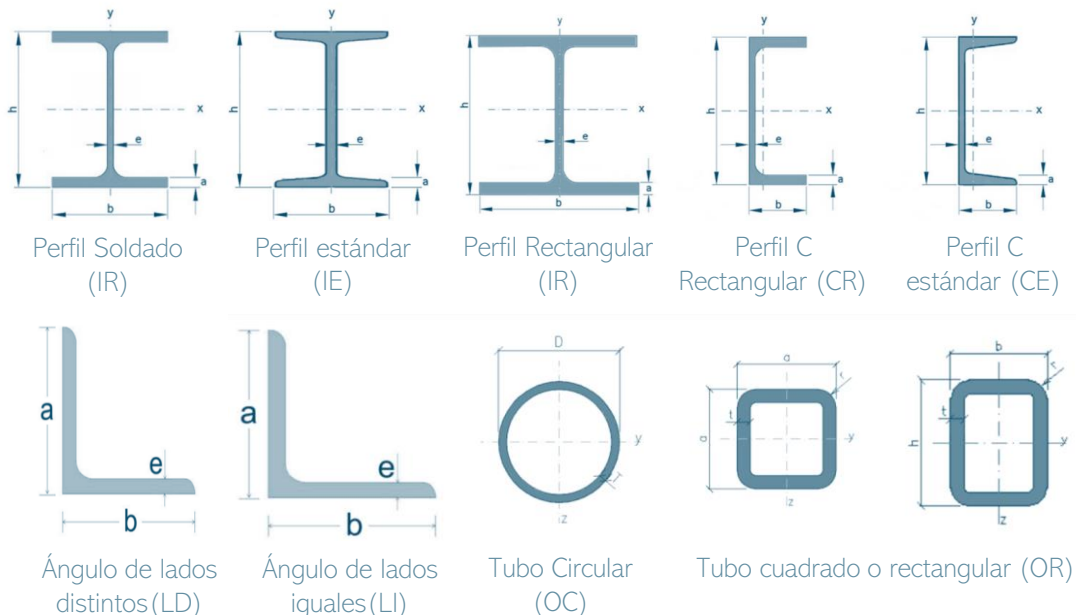 y
h
x
e
a
b
Perfil Soldado
(IR)
y
h
x
e
a
b
Perfil estándar
(IE)
y
h
x
e
a
b
Perfil Rectangular
(IR)
y
h
x
e
a
b
Perfil C
Rectangular (CR)
y
h
x
e
a
b
Perfil C
estándar (CE)
a
e
b
Ángulo de lados
distintos(LD)
a
e
b
Ángulo de lados
iguales(LI)
D
y
T
z
Tubo Circular
(OC)
a
r
t
a
y
z
b
r
t
h
y
z
Tubo cuadrado o rectangular (OR)